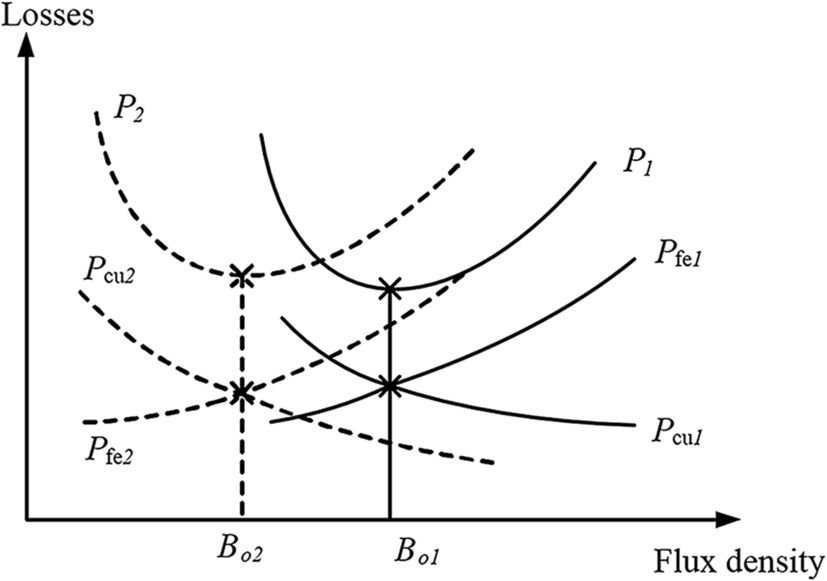 Losses
P2
P1
Pcu2
Pfe1
Pfe2
Pcu1
Bo2
Bo1
Flux density